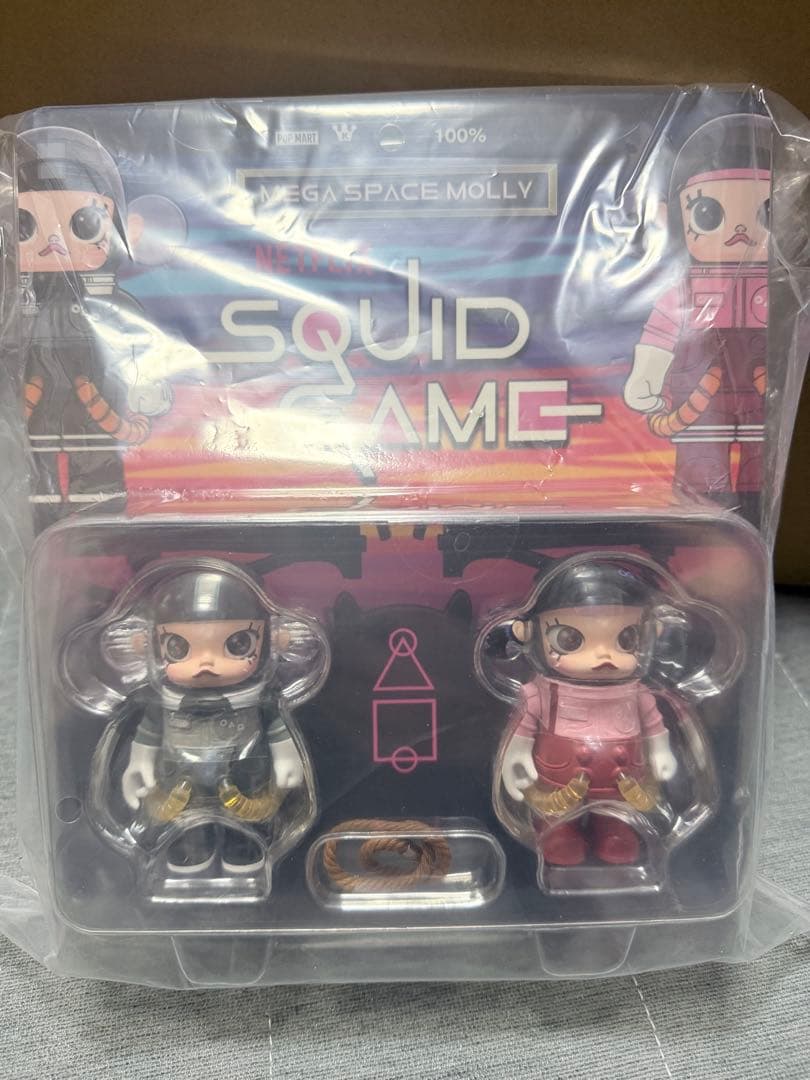 POP MART 100%
MEGA SPACE MOLLY
NETFLIX
SQUID
GAME